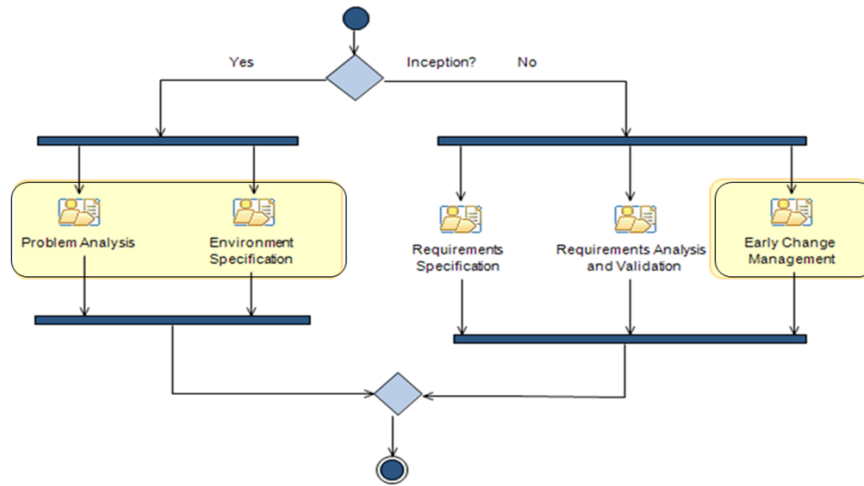 Yes
Inception?
No
Problem Analysis
Environment
Specification
Requirements
Specification
Requirements Analysis
and Validation
Early Change
Management